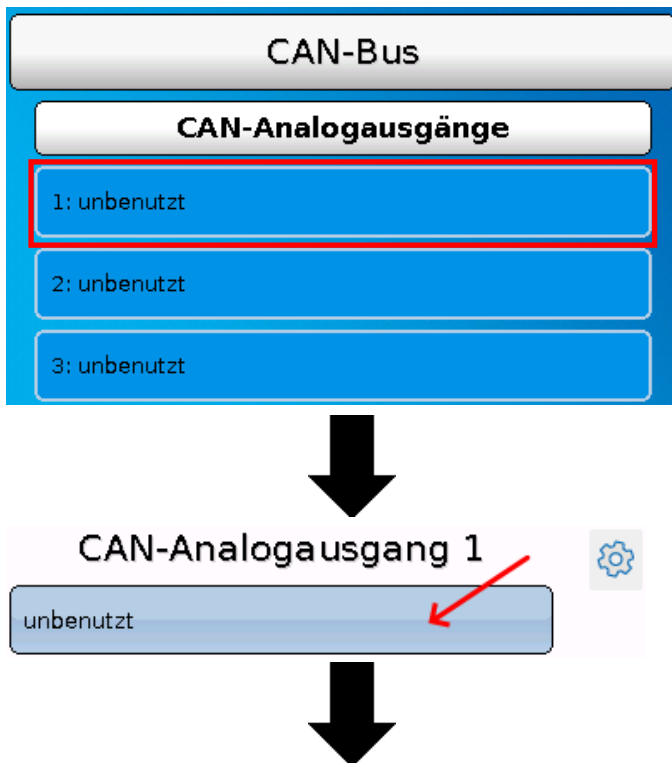 CAN-Bus
CAN-Analogausgänge
1: unbenutzt
2: unbenutzt
3: unbenutzt
CAN-Analogausgang 1
unbenutzt